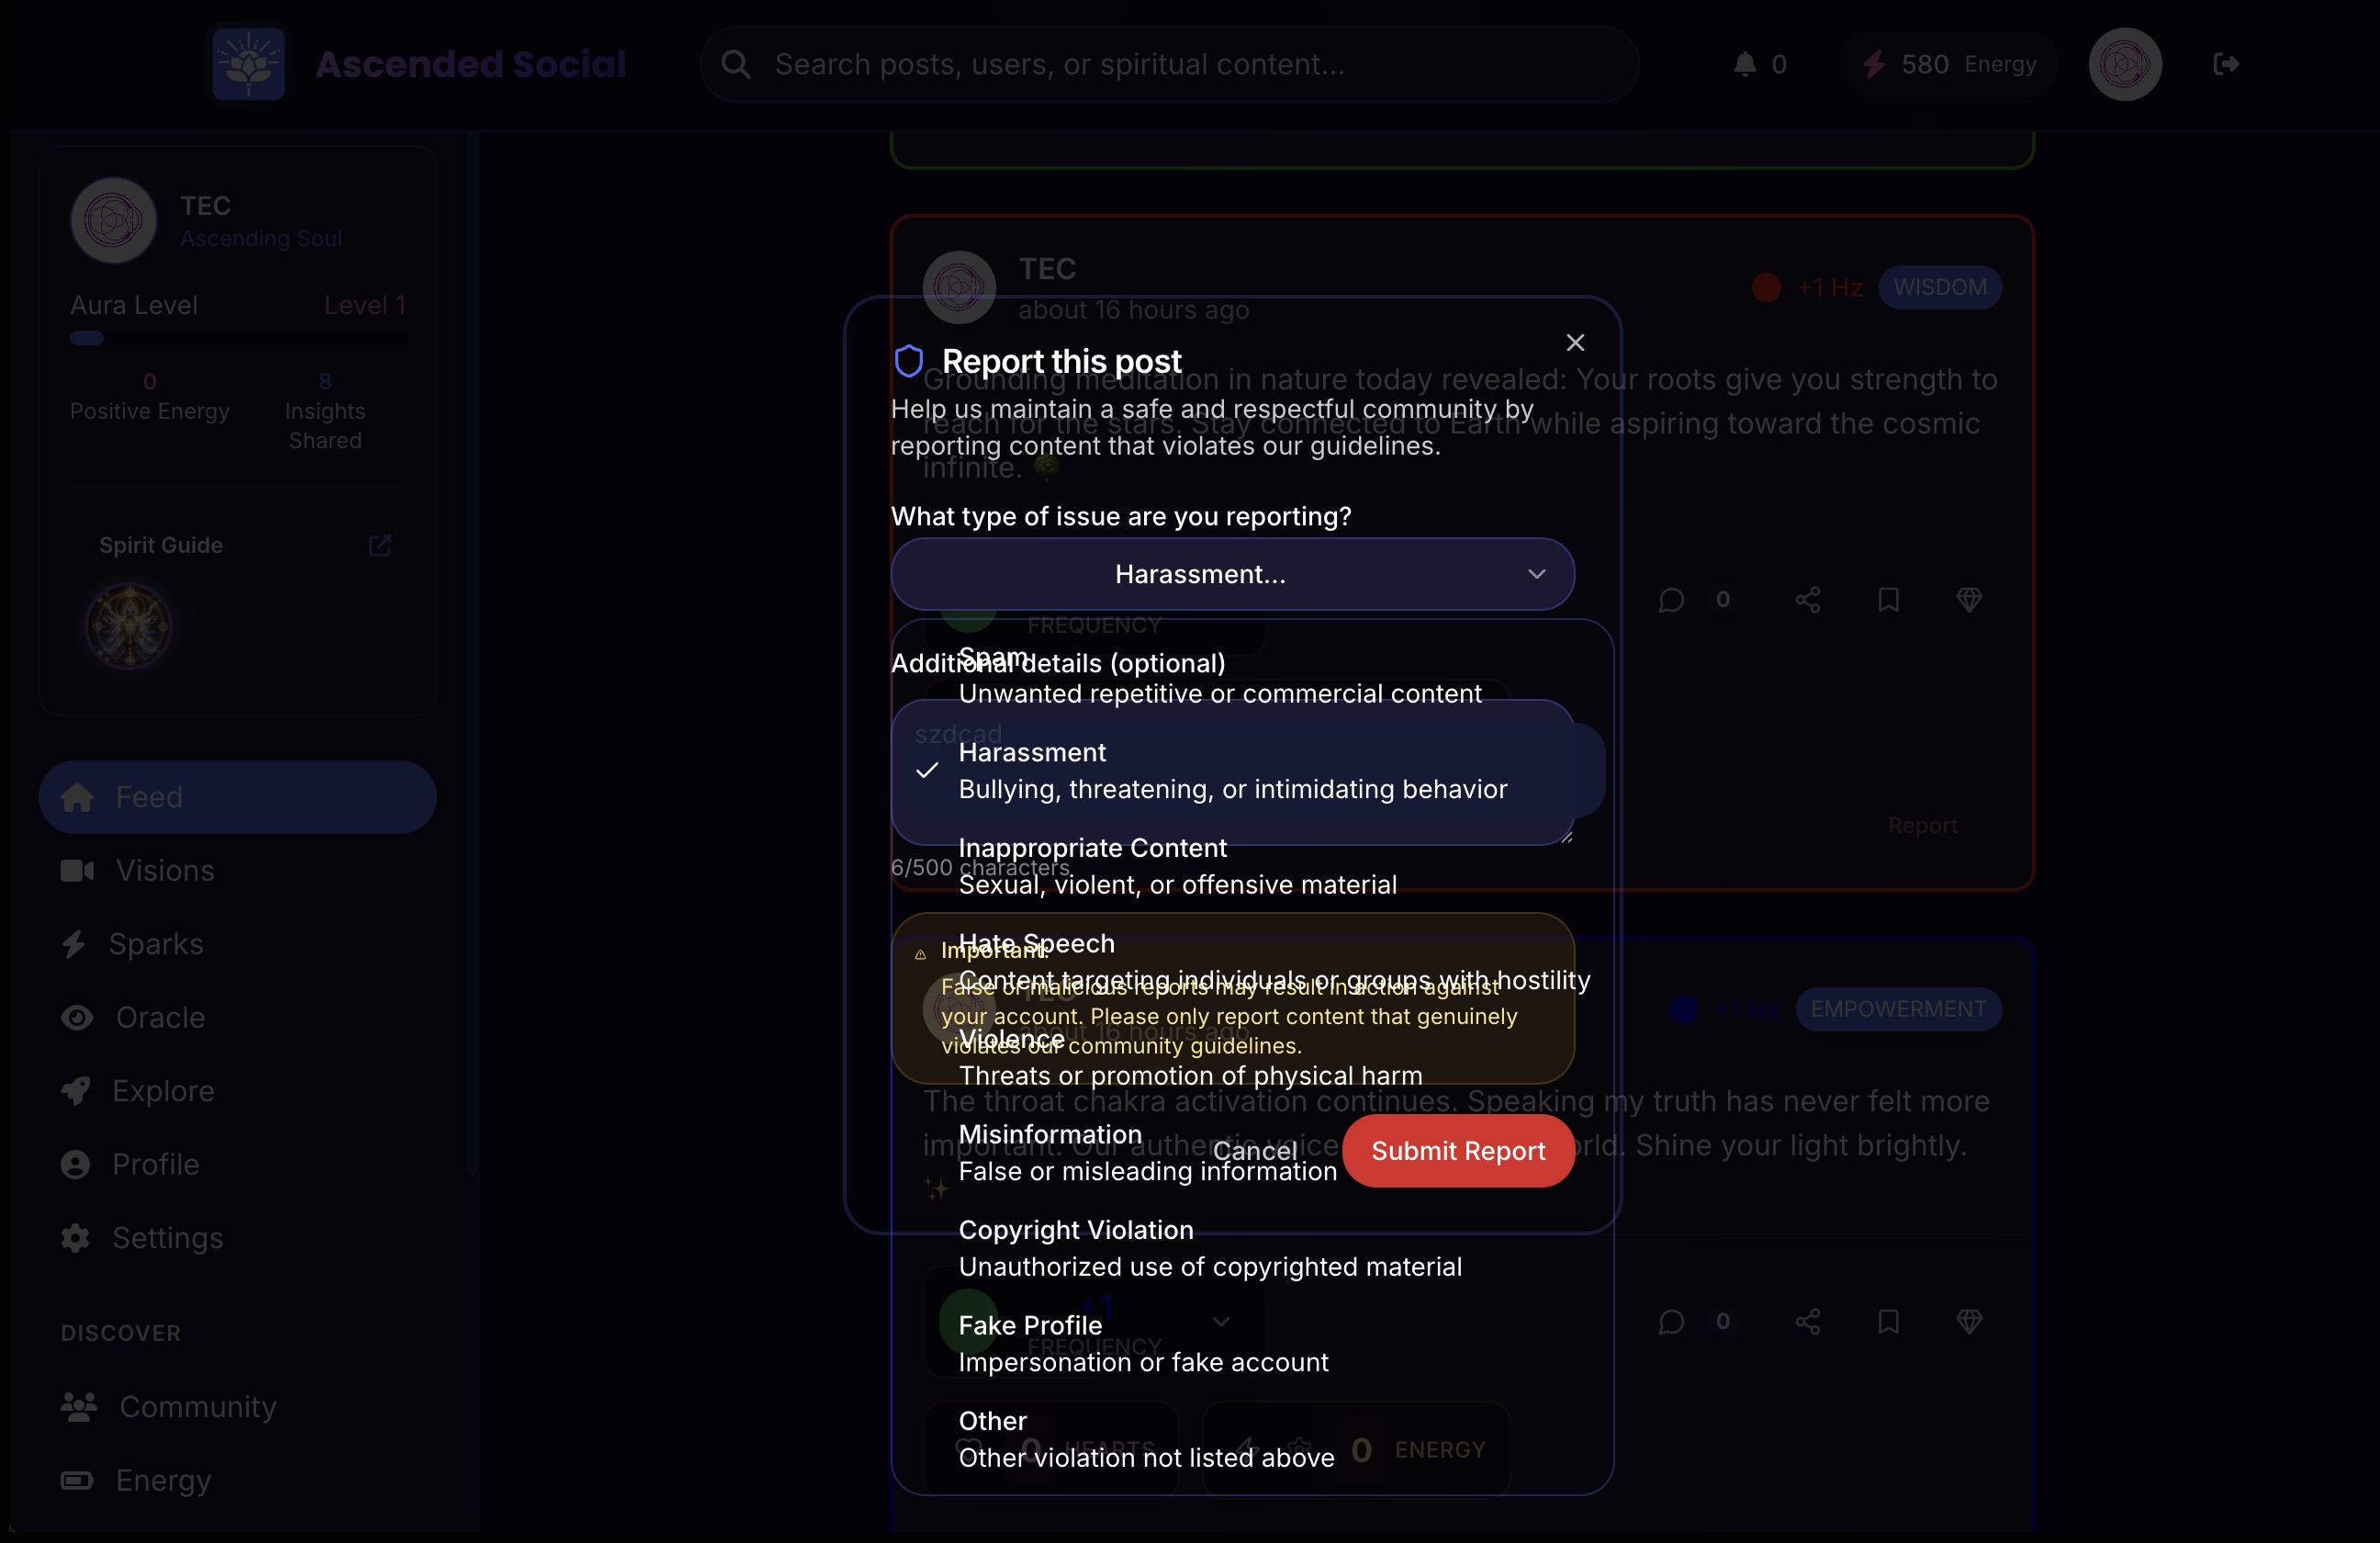 Ascended Social
Search posts, users, or spiritual content...
0
580 Energy
TEC
Ascending Soul
Aura Level
Level 1
0
Positive Energy
8
Insights
Shared
Spirit Guide
Feed
Visions
Sparks
Oracle
Explore
Profile
Settings
DISCOVER
Community
Energy
TEC
about 16 hours ago
+1 Hz
WISDOM
Grounding meditation in nature today revealed: Your roots give you strength to
reach for the stars. Stay connected to Earth while aspiring toward the cosmic
infinite.
FREQUENCY
0
Report
Report this post
Help us maintain a safe and respectful community by
reporting content that violates our guidelines.
What type of issue are you reporting?
Harassment...
Additional details (optional)
szdcad
6/500 characters
Important:
False or malicious reports may result in action against
your account. Please only report content that genuinely
violates our community guidelines.
Cancel
Submit Report
Spam
Unwanted repetitive or commercial content
Harassment
Bullying, threatening, or intimidating behavior
Inappropriate Content
Sexual, violent, or offensive material
Hate Speech
Content targeting individuals or groups with hostility
Violence
Threats or promotion of physical harm
Misinformation
False or misleading information
Copyright Violation
Unauthorized use of copyrighted material
Fake Profile
Impersonation or fake account
Other
Other violation not listed above
TEC
about 16 hours ago
+1 Hz
EMPOWERMENT
The throat chakra activation continues. Speaking my truth has never felt more
important. Our authentic voice
Shine your light brightly.
+1
FREQUENCY
0
0 HEARTS
0 ENERGY